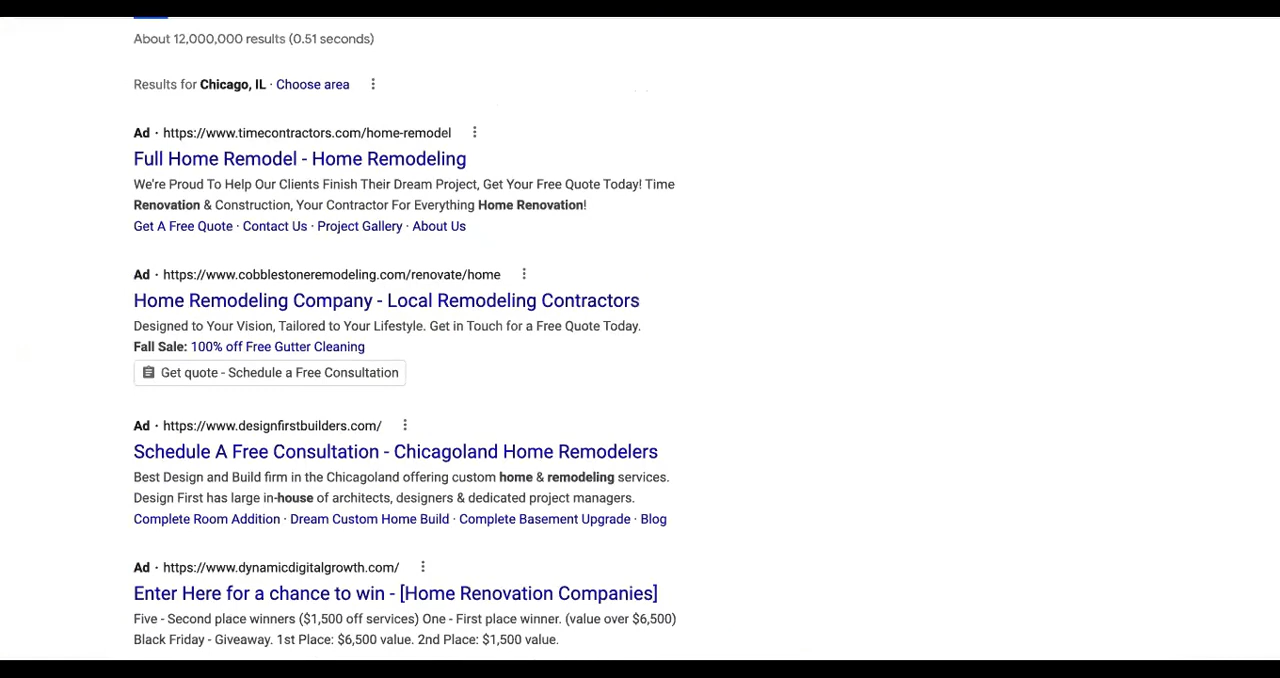 About 12,000,000 results (0.51 seconds)
Results for Chicago, IL · Choose area
Ad · https://www.timecontractors.com/home-remodel
Full Home Remodel - Home Remodeling
We're Proud To Help Our Clients Finish Their Dream Project, Get Your Free Quote Today! Time
Renovation & Construction, Your Contractor For Everything Home Renovation!
Get A Free Quote · Contact Us · Project Gallery · About Us
Ad · https://www.cobblestoneremodeling.com/renovate/home
Home Remodeling Company - Local Remodeling Contractors
Designed to Your Vision, Tailored to Your Lifestyle. Get in Touch for a Free Quote Today.
Fall Sale: 100% off Free Gutter Cleaning
Get quote - Schedule a Free Consultation
Ad · https://www.designfirstbuilders.com/
Schedule A Free Consultation - Chicagoland Home Remodelers
Best Design and Build firm in the Chicagoland offering custom home & remodeling services.
Design First has large in-house of architects, designers & dedicated project managers.
Complete Room Addition · Dream Custom Home Build · Complete Basement Upgrade · Blog
Ad · https://www.dynamicdigitalgrowth.com/
Enter Here for a chance to win - [Home Renovation Companies]
Five - Second place winners ($1,500 off services) One - First place winner. (value over $6,500)
Black Friday - Giveaway. 1st Place: $6,500 value. 2nd Place: $1,500 value.